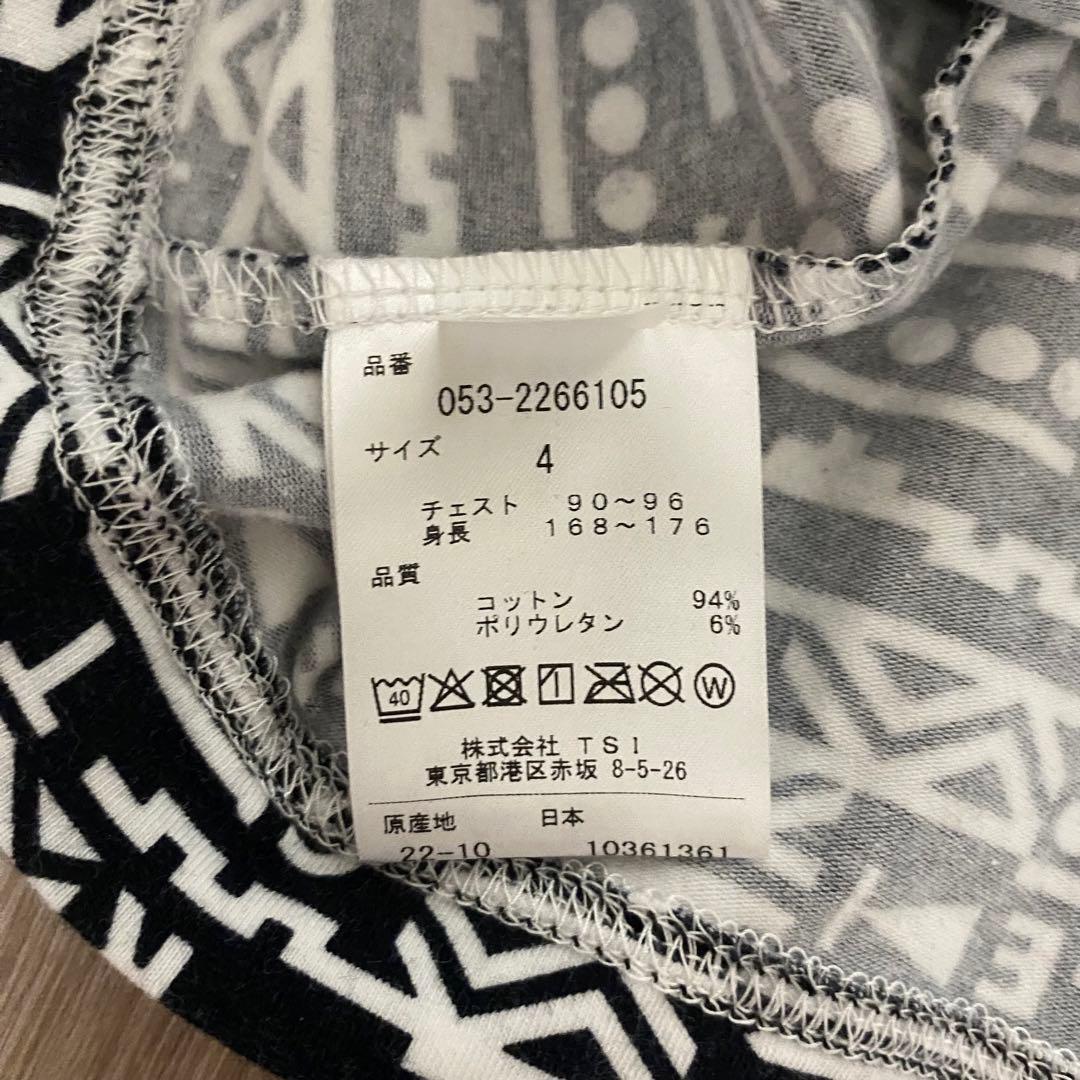 品番
053-2266105
サイズ 4
チェスト 90～96
身長 168～176
品質
コットン 94%
ポリウレタン 6%
40 W
株式会社 TSI
東京都港区赤坂 8-5-26
原産地 日本
22-10 10361361